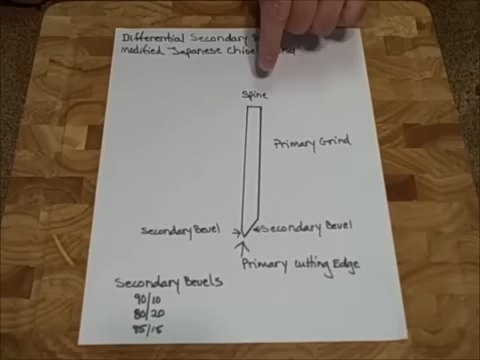 Differential Secondary
modified "Japanese Chisel
Spine
Primary Grind
Secondary Bevel
Secondary Bevel
Primary Cutting Edge
Secondary Bevels
90/10
80/20
85/15